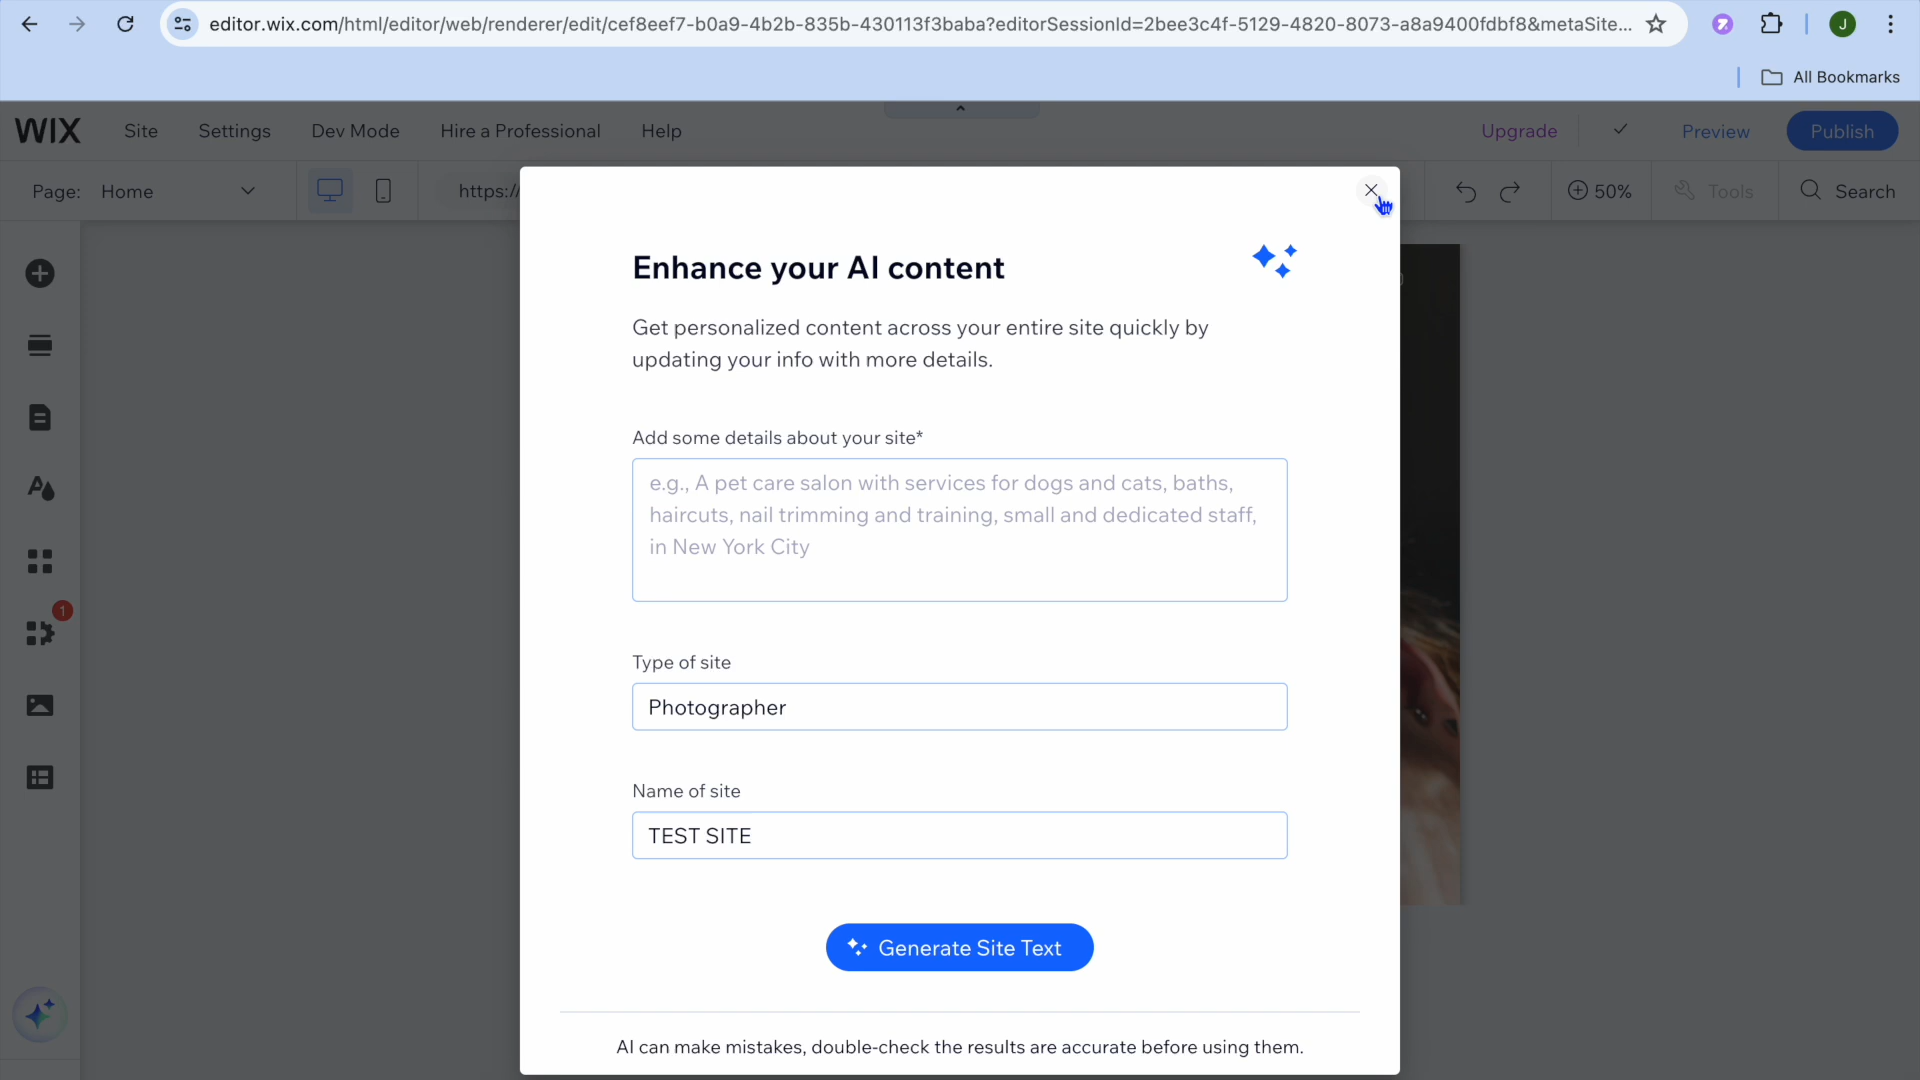 editor.wix.com/html/editor/web/renderer/edit/cef8eef7-b0a9-4b2b-835b-430113f3baba?editorSessionId=2bee3c4f-5129-4820-8073-a8a9400fdbf8&metaSite...
J
All Bookmarks
WIX Site Settings Dev Mode Hire a Professional Help Upgrade Preview Publish
Page: Home https:// 50% Tools Search
Enhance your AI content
Get personalized content across your entire site quickly by
updating your info with more details.
Add some details about your site*
e.g., A pet care salon with services for dogs and cats, baths,
haircuts, nail trimming and training, small and dedicated staff,
in New York City
1
Type of site
Photographer
Name of site
TEST SITE
Generate Site Text
AI can make mistakes, double-check the results are accurate before using them.